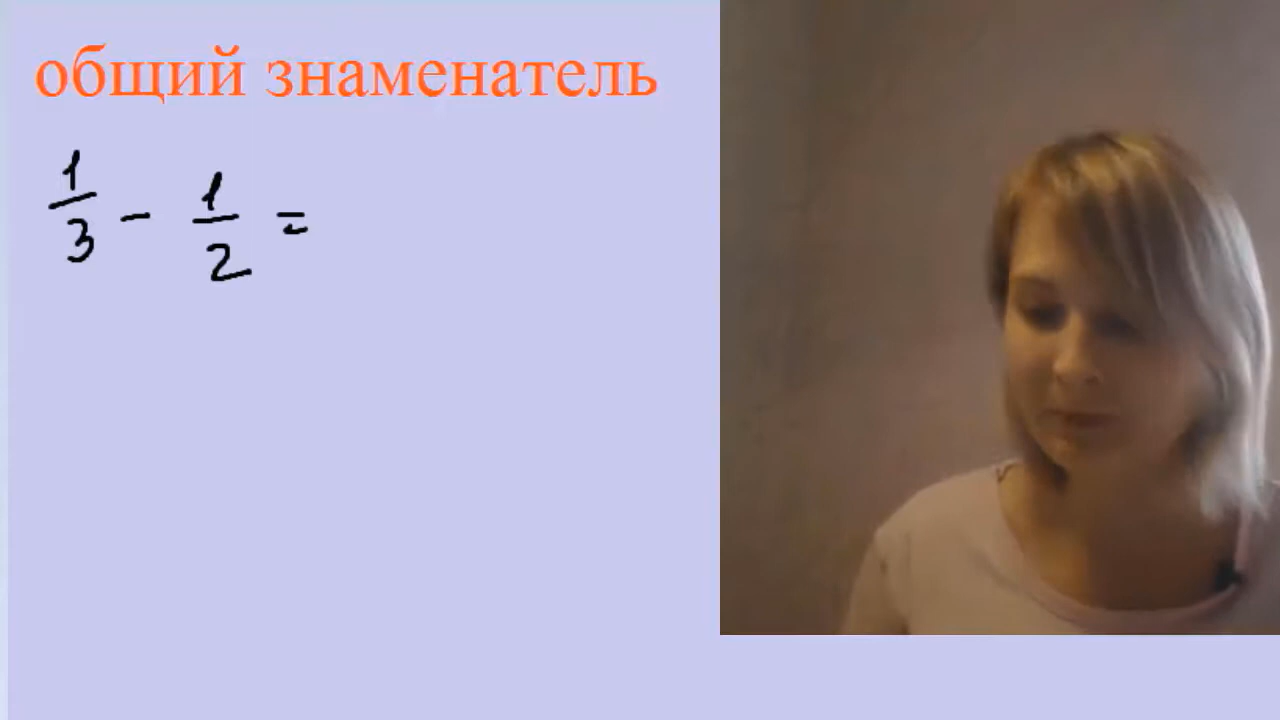 общий знаменатель
1/3 - 1/2 =